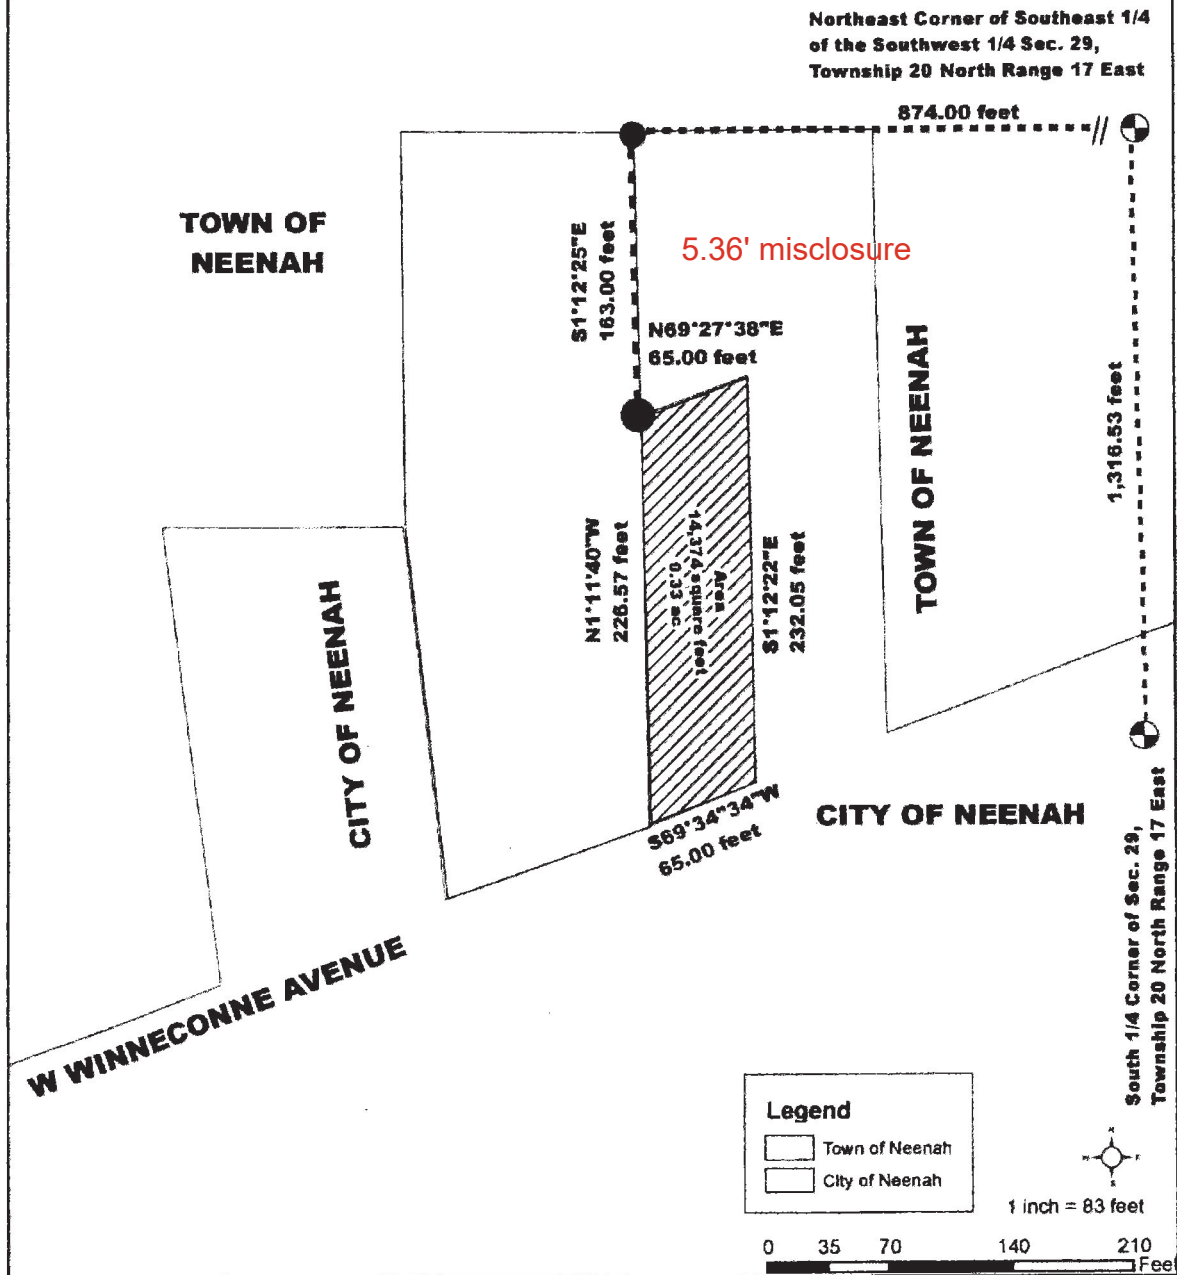 Northeast Corner of Southeast 1/4
of the Southwest 1/4 Sec. 29,
Township 20 North Range 17 East
874.00 feet
TOWN OF
NEENAH
5.36' misclosure
S1°12'25"E
163.00 feet
N69°27'38"E
65.00 feet
TOWN OF NEENAH
1,316.53 feet
N1°11'40"W
226.57 feet
Area
14,374 square feet
0.33 ac.
S1°12'22"E
232.05 feet
CITY OF NEENAH
S69°34'34"W
65.00 feet
CITY OF NEENAH
W WINNECONNE AVENUE
South 1/4 Corner of Sec. 29,
Township 20 North Range 17 East
Legend
Town of Neenah
City of Neenah
N
W E
S
1 inch = 83 feet
0 35 70 140 210
Feet